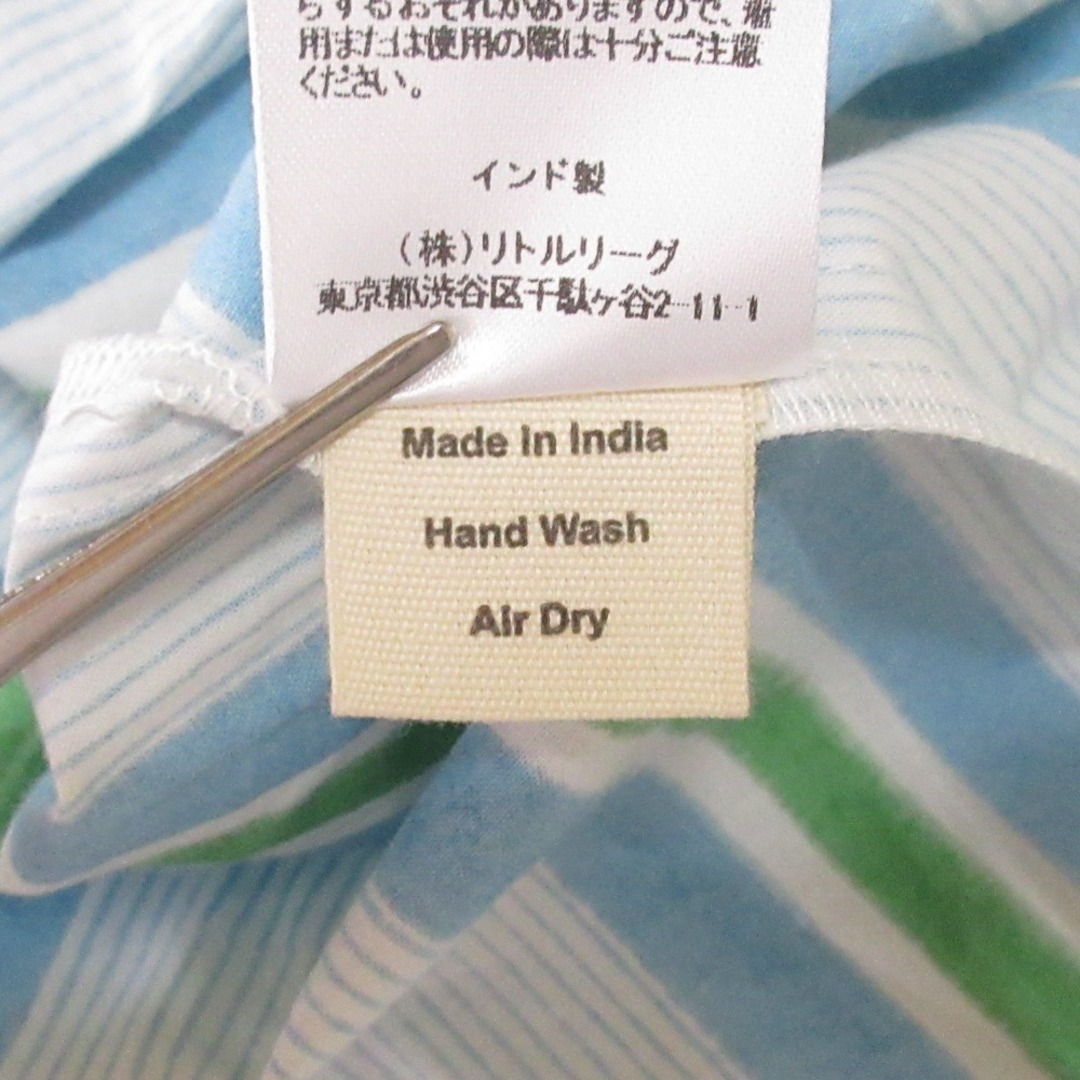 らするおそれがありますので、着
用または使用の際は十分ご注意
ください。
インド製
(株)リトルリーグ
東京都渋谷区千駄ヶ谷2-11-1
Made in India
Hand Wash
Air Dry